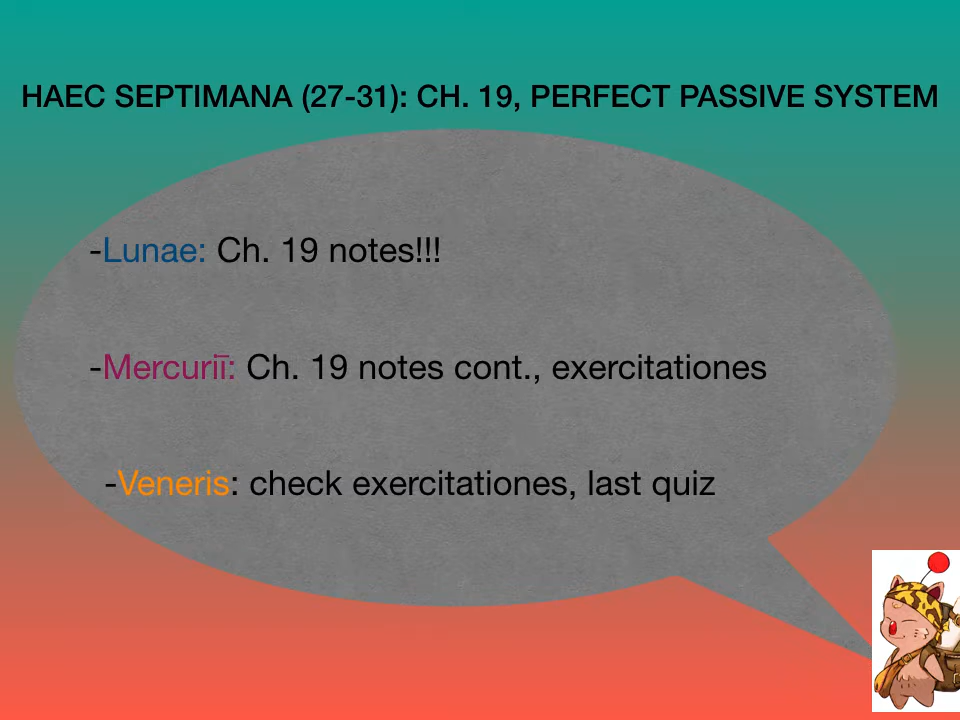 HAEC SEPTIMANA (27-31): CH. 19, PERFECT PASSIVE SYSTEM
-Lunae: Ch. 19 notes!!!
-Mercuriī: Ch. 19 notes cont., exercitationes
-Veneris: check exercitationes, last quiz